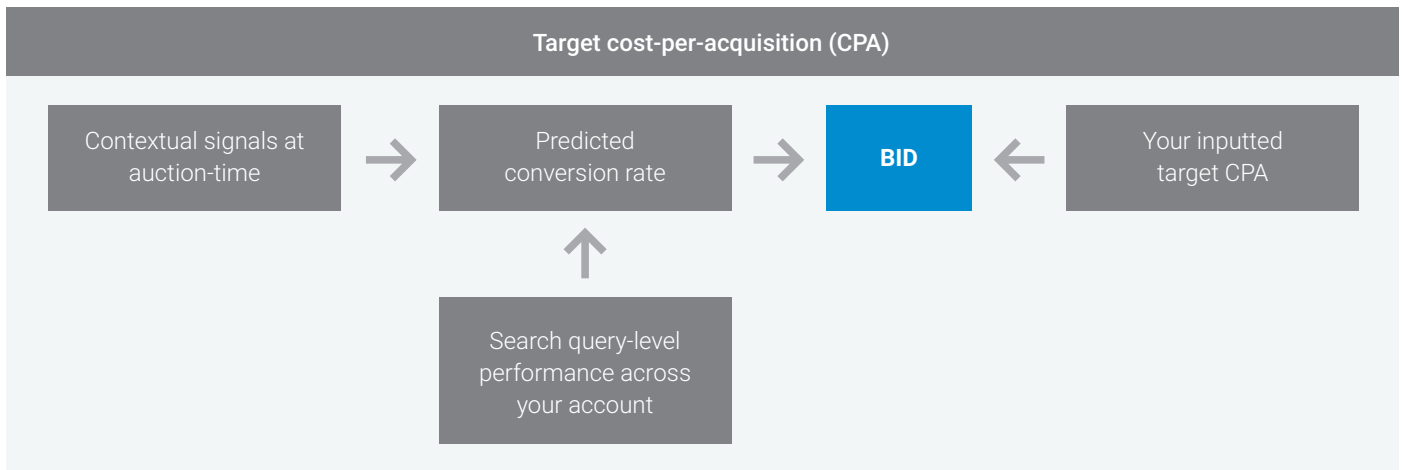 Target cost-per-acquisition (CPA)
Contextual signals at
auction-time
Predicted
conversion rate
BID
Your inputted
target CPA
Search query-level
performance across
your account